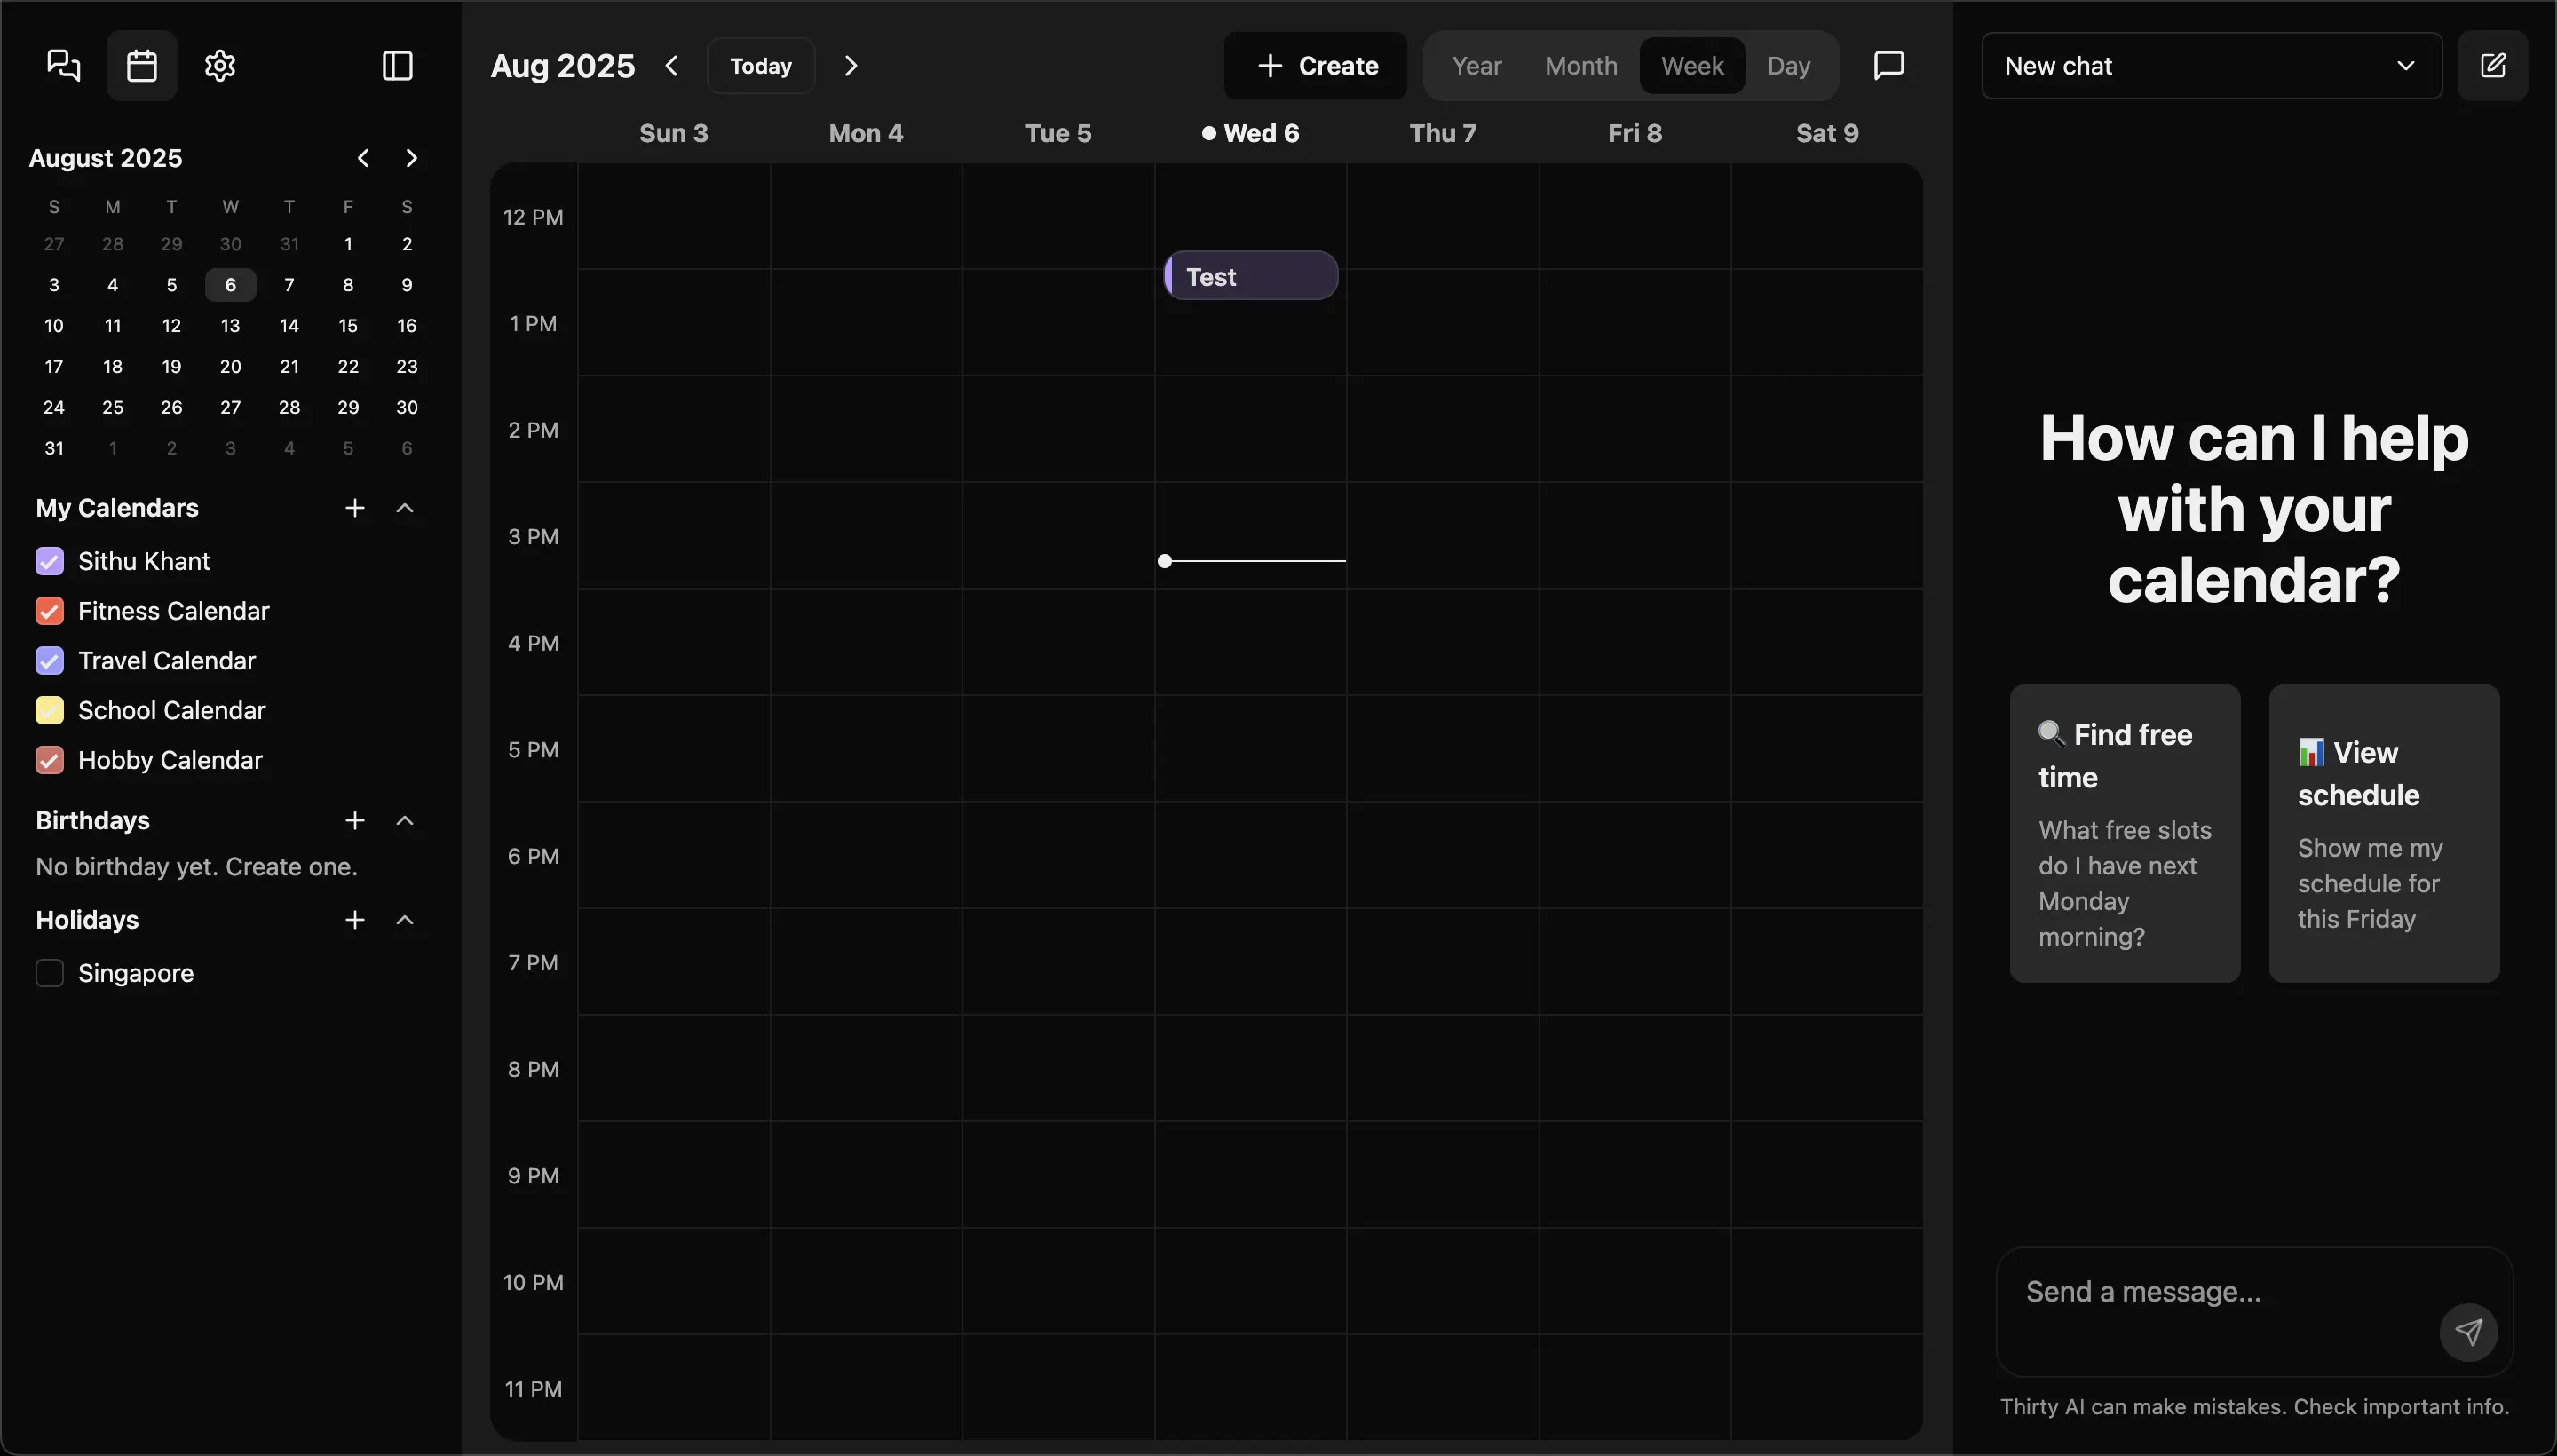 August 2025
S M T W T F S
27 28 29 30 31 1 2
3 4 5 6 7 8 9
10 11 12 13 14 15 16
17 18 19 20 21 22 23
24 25 26 27 28 29 30
31 1 2 3 4 5 6
My Calendars
Sithu Khant
Fitness Calendar
Travel Calendar
School Calendar
Hobby Calendar
Birthdays
No birthday yet. Create one.
Holidays
Singapore
Aug 2025 Today Create Year Month Week Day
Sun 3 Mon 4 Tue 5 Wed 6 Thu 7 Fri 8 Sat 9
12 PM
Test
1 PM
2 PM
3 PM
4 PM
5 PM
6 PM
7 PM
8 PM
9 PM
10 PM
11 PM
New chat
How can I help
with your
calendar?
🔍 Find free
time
What free slots
do I have next
Monday
morning?
📊 View
schedule
Show me my
schedule for
this Friday
Send a message...
Thirty AI can make mistakes. Check important info.